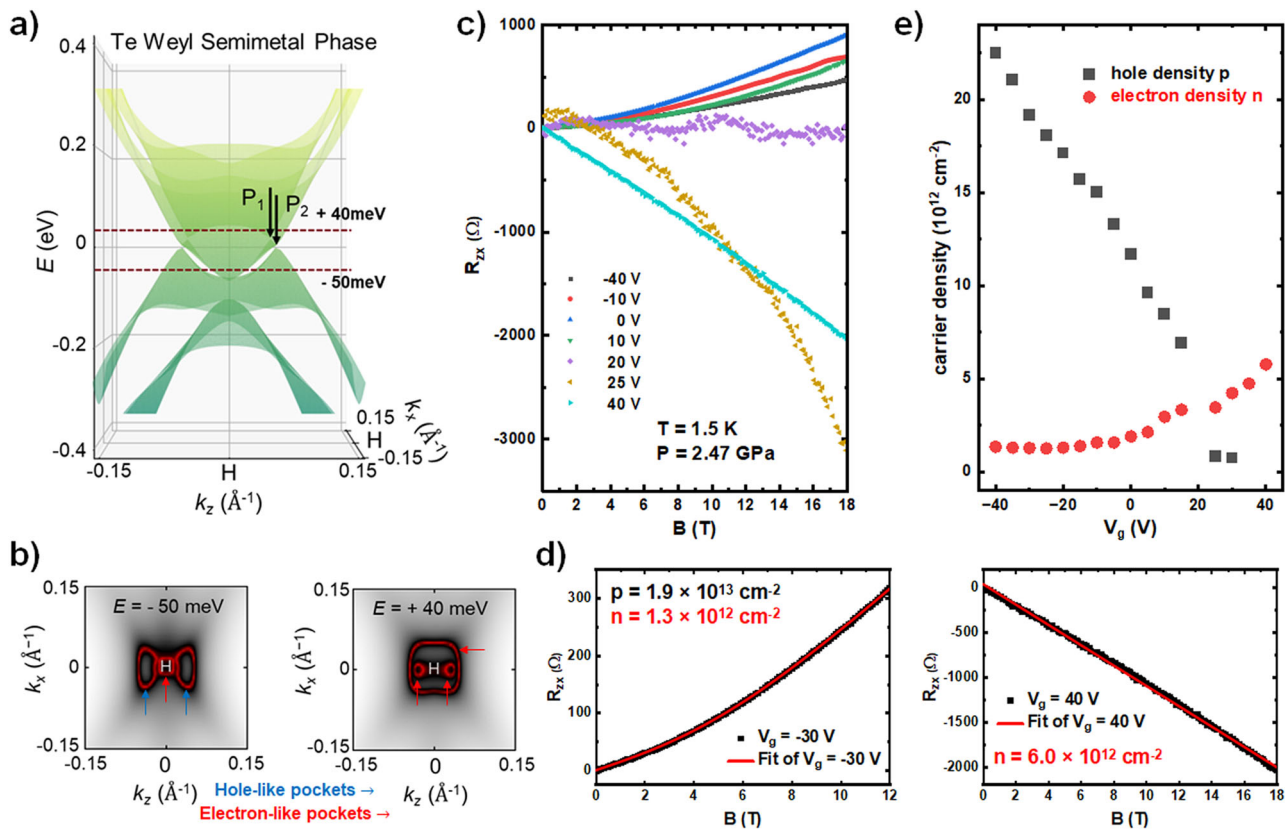 a)
Te Weyl Semimetal Phase
0.4
0.2
0
-0.2
-0.4
E (eV)
P1
P2
+ 40meV
- 50meV
-0.15
H
0.15
kz (Å-1)
0.15
H
-0.15
kx (Å-1)
b)
0.15
0
-0.15
kx (Å-1)
E = - 50 meV
H
-0.15
0
0.15
kz (Å-1)
0.15
0
-0.15
kx (Å-1)
E = + 40 meV
H
-0.15
0
0.15
kz (Å-1)
Hole-like pockets →
Electron-like pockets →
c)
1000
0
-1000
-2000
-3000
Rzx (Ω)
-40 V
-10 V
0 V
10 V
20 V
25 V
40 V
T = 1.5 K
P = 2.47 GPa
0 2 4 6 8 10 12 14 16 18
B (T)
d)
300
200
100
0
Rzx (Ω)
p = 1.9 × 10^13 cm-2
n = 1.3 × 10^12 cm-2
Vg = -30 V
Fit of Vg = -30 V
0 2 4 6 8 10 12
B (T)
0
-500
-1000
-1500
-2000
Rzx (Ω)
Vg = 40 V
Fit of Vg = 40 V
n = 6.0 × 10^12 cm-2
0 2 4 6 8 10 12 14 16 18
B (T)
e)
20
15
10
5
0
carrier density (10^12 cm-2)
hole density p
electron density n
−40 −20 0 20 40
Vg (V)